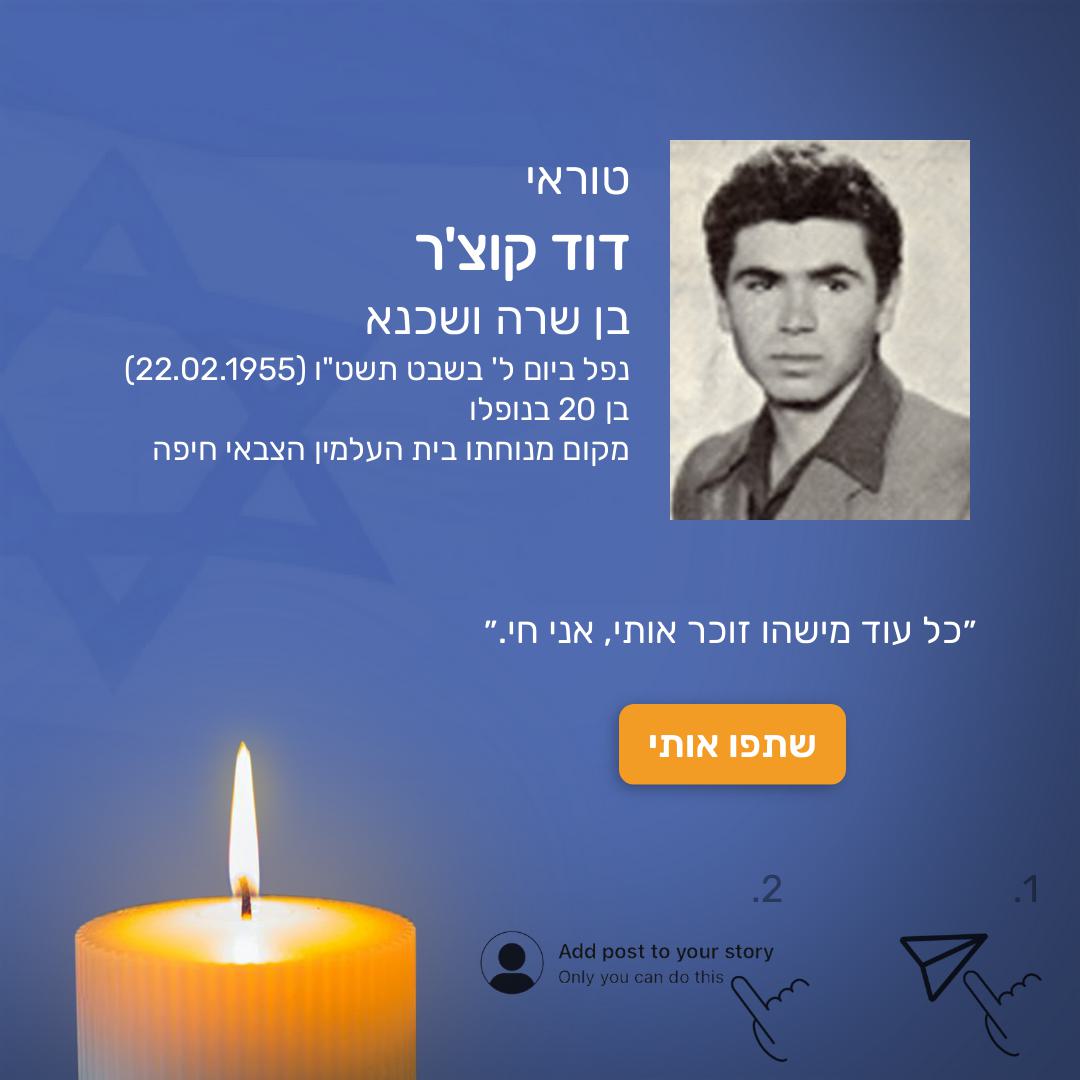 טוראי
דוד קוצ'ר
בן שרה ושכנא
נפל ביום ל' בשבט תשט"ו (22.02.1955)
בן 20 בנופלו
מקום מנוחתו בית העלמין הצבאי חיפה
״כל עוד מישהו זוכר אותי, אני חי.״
שתפו אותי
1.
2.
Add post to your story
Only you can do this